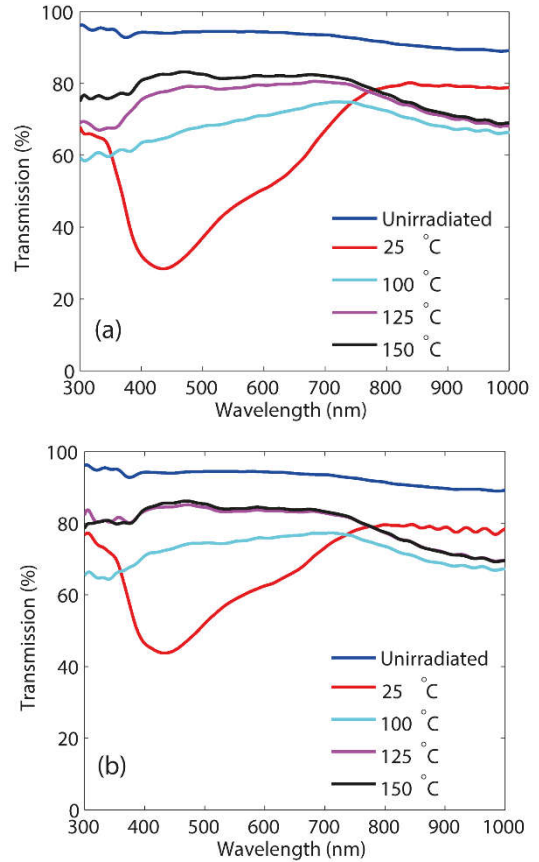 100
80
60
40
20
0
Transmission (%)
Unirradiated
25 °C
100 °C
125 °C
150 °C
(a)
300 400 500 600 700 800 900 1000
Wavelength (nm)
100
80
60
40
20
0
Transmission (%)
Unirradiated
25 °C
100 °C
125 °C
150 °C
(b)
300 400 500 600 700 800 900 1000
Wavelength (nm)